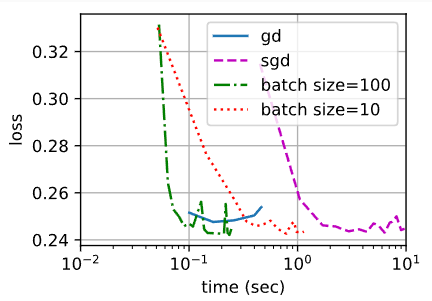 loss
0.32
0.30
0.28
0.26
0.24
gd
sgd
batch size=100
batch size=10
10⁻² 10⁻¹ 10⁰ 10¹
time (sec)